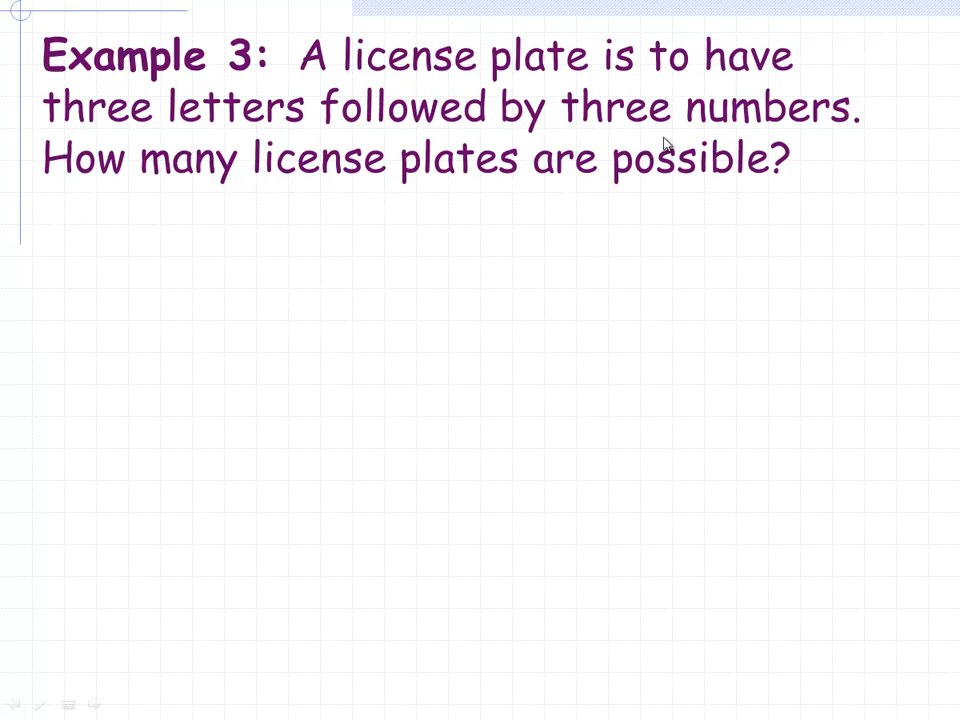 Example 3: A license plate is to have
three letters followed by three numbers.
How many license plates are possible?